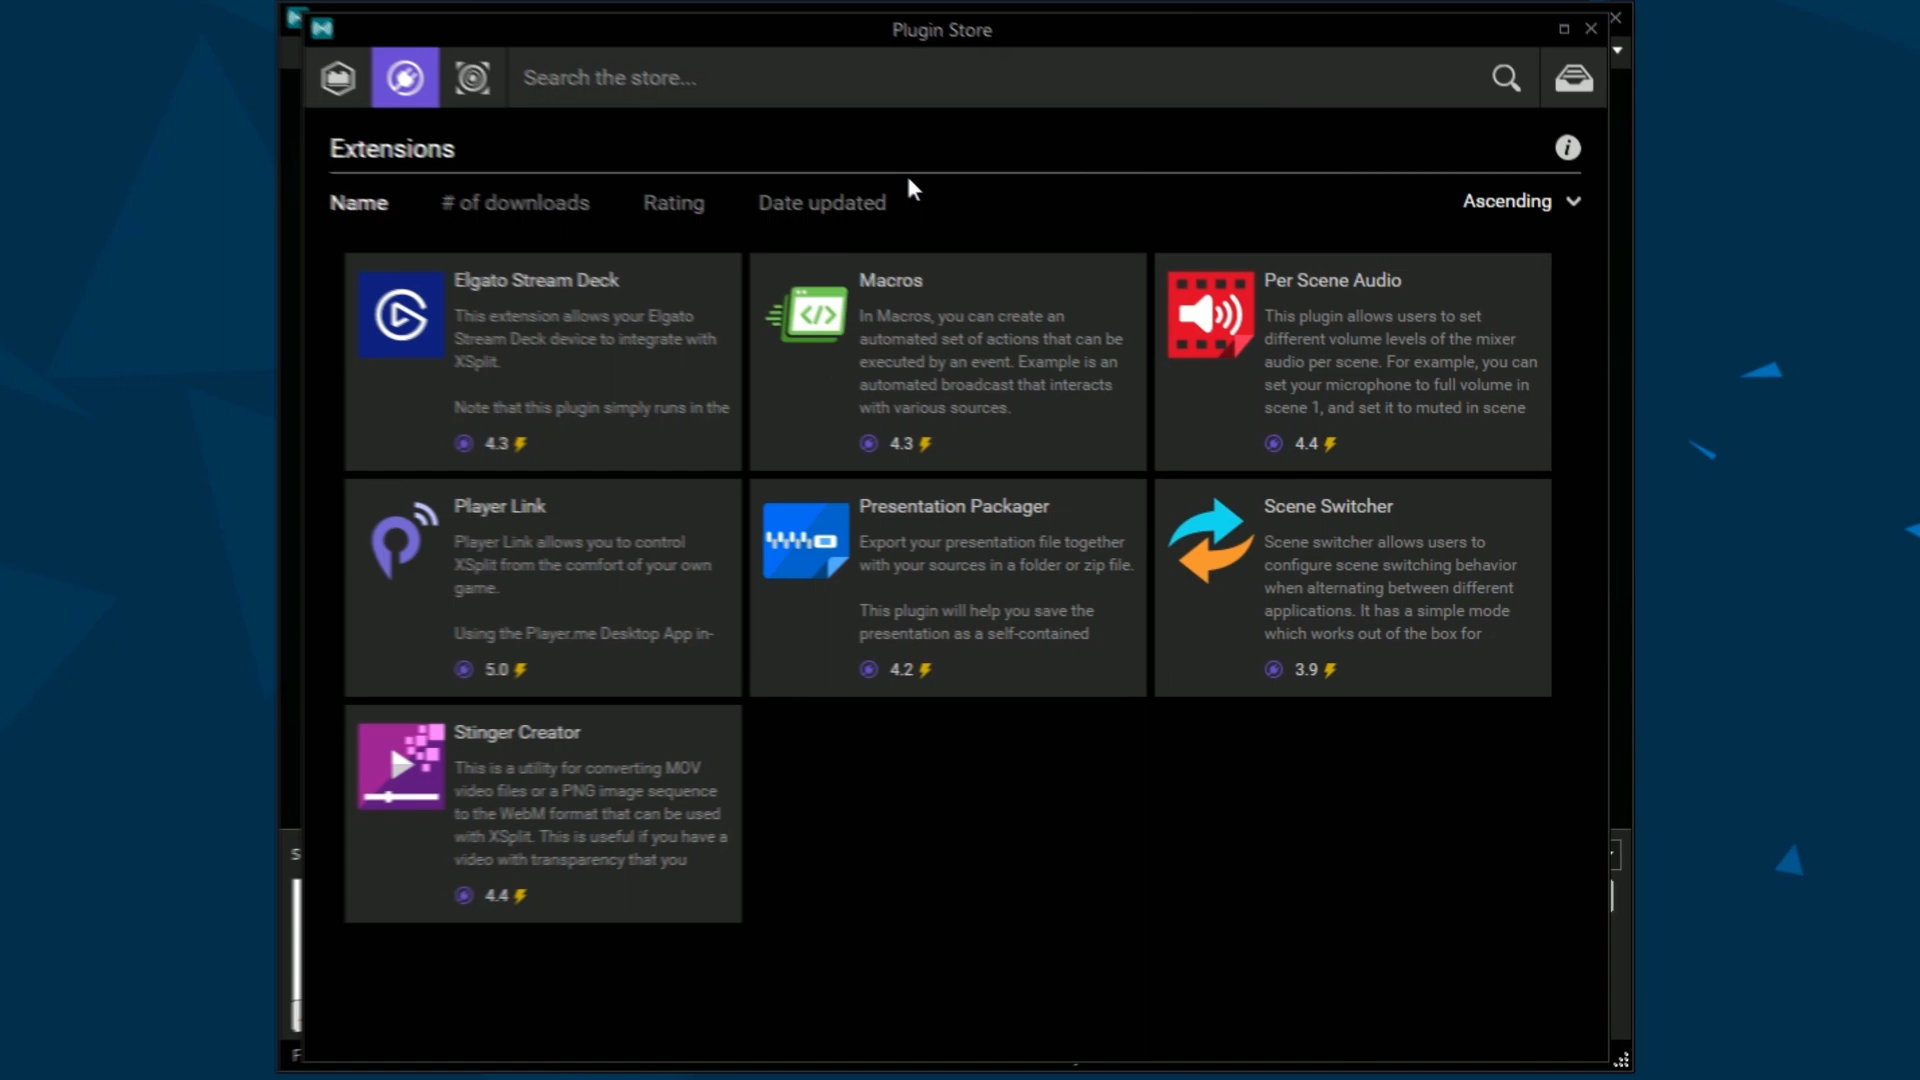 Plugin Store
Search the store...
Extensions
Name # of downloads Rating Date updated Ascending
Elgato Stream Deck
This extension allows your Elgato
Stream Deck device to integrate with
XSplit.
Note that this plugin simply runs in the
4.3
Macros
In Macros, you can create an
automated set of actions that can be
executed by an event. Example is an
automated broadcast that interacts
with various sources.
4.3
Per Scene Audio
This plugin allows users to set
different volume levels of the mixer
audio per scene. For example, you can
set your microphone to full volume in
scene 1, and set it to muted in scene
4.4
Player Link
Player Link allows you to control
XSplit from the comfort of your own
game.
Using the Player.me Desktop App in-
5.0
Presentation Packager
Export your presentation file together
with your sources in a folder or zip file.
This plugin will help you save the
presentation as a self-contained
4.2
Scene Switcher
Scene switcher allows users to
configure scene switching behavior
when alternating between different
applications. It has a simple mode
which works out of the box for
3.9
Stinger Creator
This is a utility for converting MOV
video files or a PNG image sequence
to the WebM format that can be used
with XSplit. This is useful if you have a
video with transparency that you
4.4
S
F